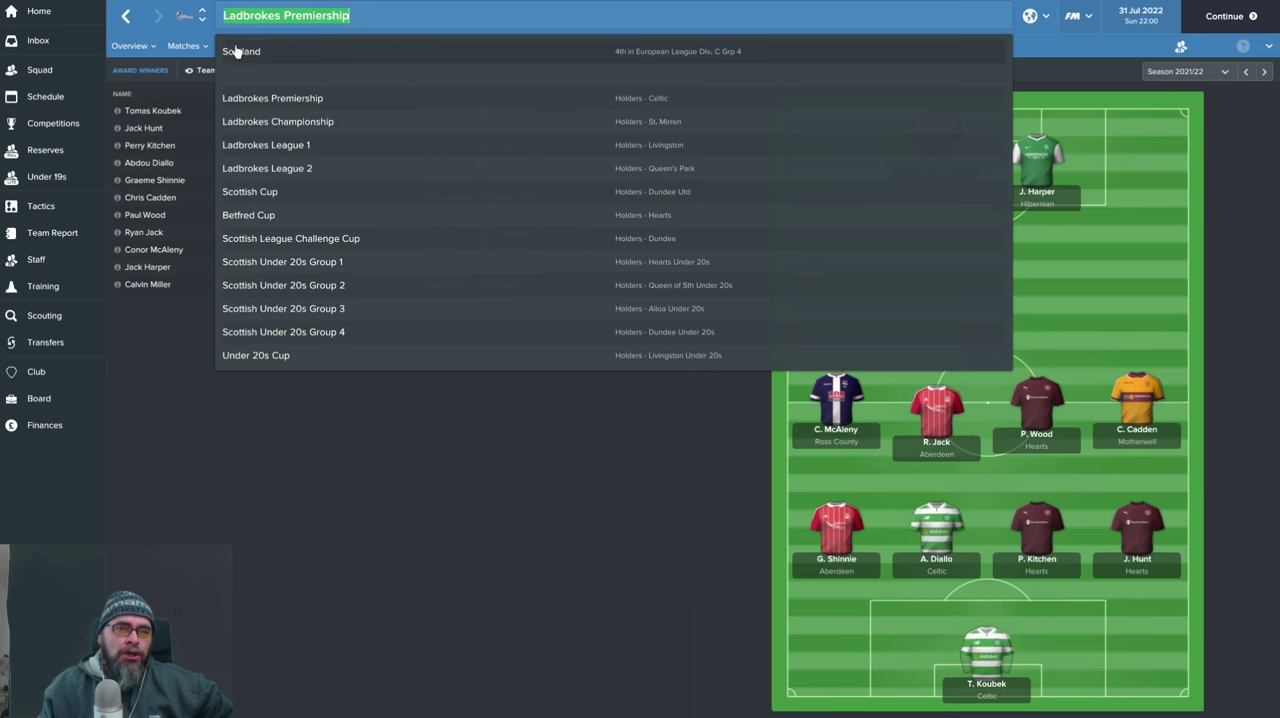 Home
Inbox
Squad
Schedule
Competitions
Reserves
Under 19s
Tactics
Team Report
Staff
Training
Scouting
Transfers
Club
Board
Finances
Ladbrokes Premiership
FM
31 Jul 2022
Sun 22:00
Continue
Overview
Matches
AWARD WINNERS
Team
Season 2021/22
NAME
Tomas Koubek
Jack Hunt
Perry Kitchen
Abdou Diallo
Graeme Shinnie
Chris Cadden
Paul Wood
Ryan Jack
Conor McAleny
Jack Harper
Calvin Miller
Scotland 4th in European League Div. C Grp 4
Ladbrokes Premiership Holders - Celtic
Ladbrokes Championship Holders - St. Mirren
Ladbrokes League 1 Holders - Livingston
Ladbrokes League 2 Holders - Queen's Park
Scottish Cup Holders - Dundee Utd
Betfred Cup Holders - Hearts
Scottish League Challenge Cup Holders - Dundee
Scottish Under 20s Group 1 Holders - Hearts Under 20s
Scottish Under 20s Group 2 Holders - Queen of Sth Under 20s
Scottish Under 20s Group 3 Holders - Alloa Under 20s
Scottish Under 20s Group 4 Holders - Dundee Under 20s
Under 20s Cup Holders - Livingston Under 20s
J. Harper
Hibernian
C. McAleny
Ross County
R. Jack
Aberdeen
P. Wood
Hearts
C. Cadden
Motherwell
G. Shinnie
Aberdeen
A. Diallo
Celtic
P. Kitchen
Hearts
J. Hunt
Hearts
T. Koubek
Celtic